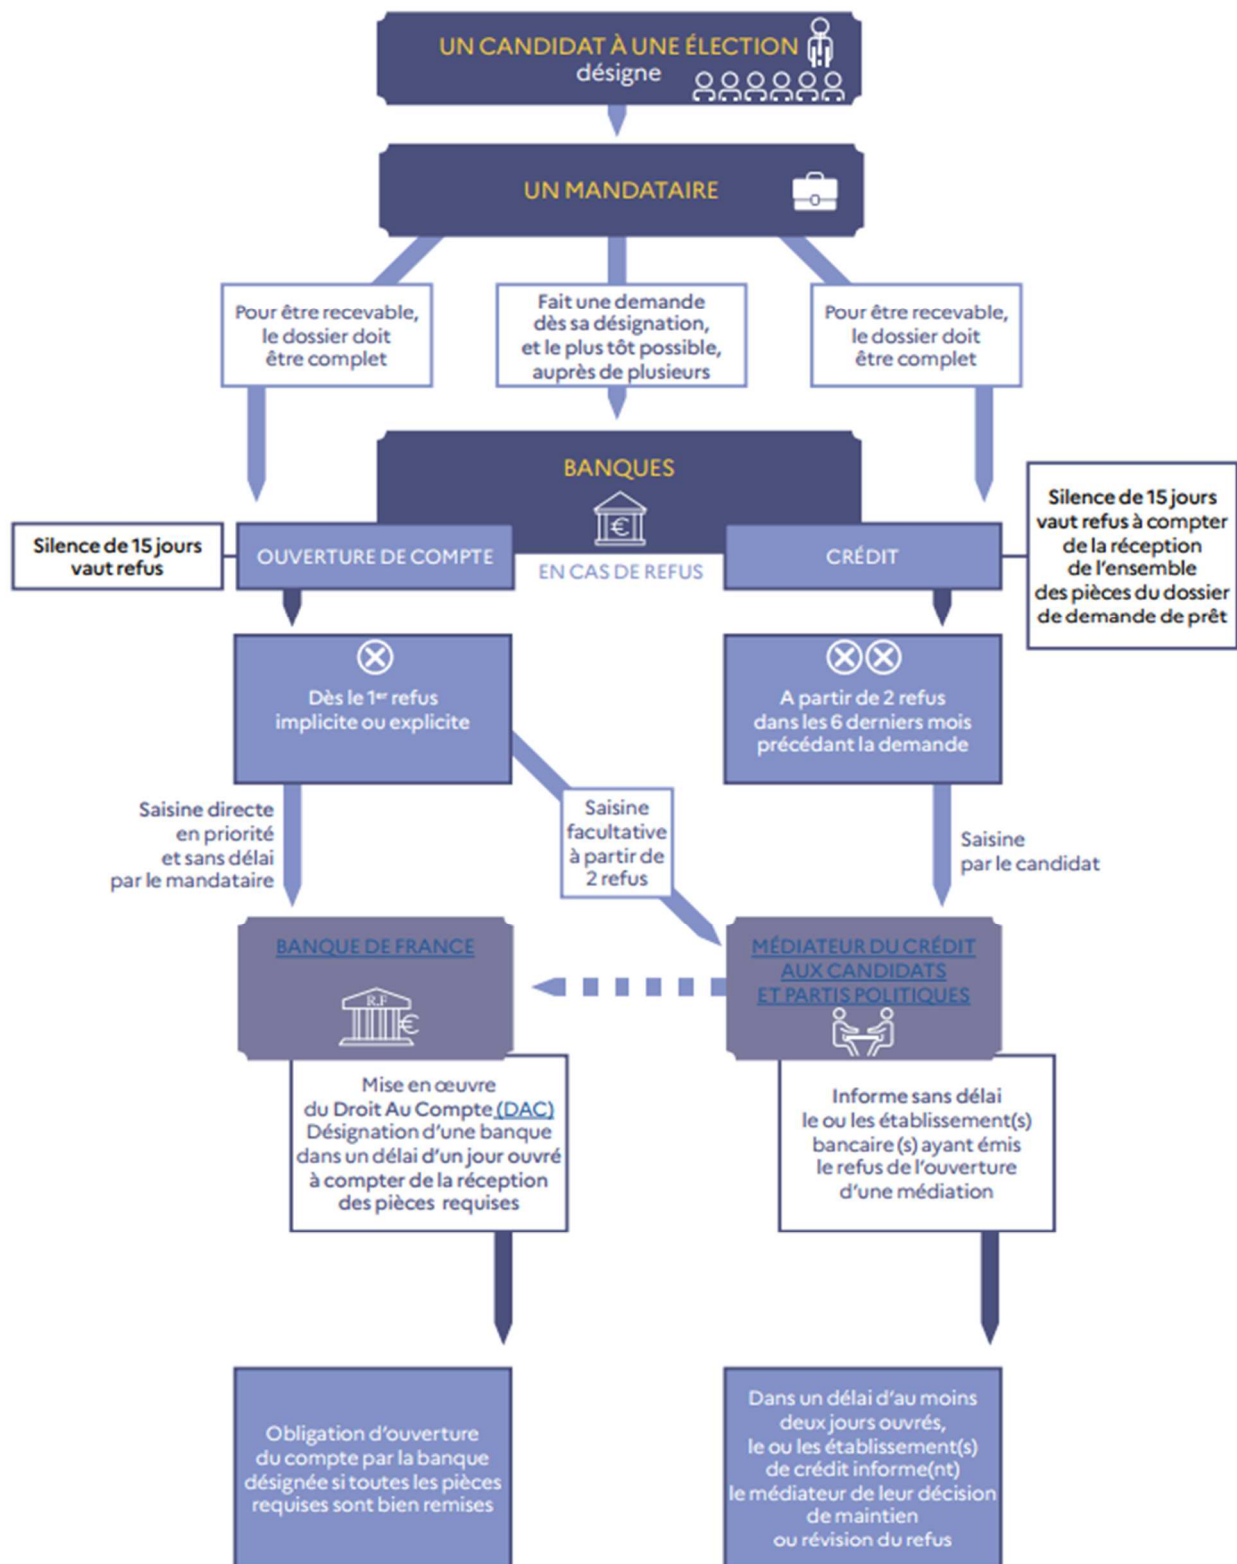 UN CANDIDAT À UNE ÉLECTION
désigne
UN MANDATAIRE
Pour être recevable,
le dossier doit
être complet
Fait une demande
dès sa désignation,
et le plus tôt possible,
auprès de plusieurs
Pour être recevable,
le dossier doit
être complet
BANQUES
€
Silence de 15 jours
vaut refus
OUVERTURE DE COMPTE
EN CAS DE REFUS
CRÉDIT
Silence de 15 jours
vaut refus à compter
de la réception
de l'ensemble
des pièces du dossier
de demande de prêt
Dès le 1er refus
implicite ou explicite
A partir de 2 refus
dans les 6 derniers mois
précédant la demande
Saisine directe
en priorité
et sans délai
par le mandataire
Saisine
facultative
à partir de
2 refus
Saisine
par le candidat
BANQUE DE FRANCE
R.F
€
MÉDIATEUR DU CRÉDIT
AUX CANDIDATS
ET PARTIS POLITIQUES
Mise en œuvre
du Droit Au Compte (DAC)
Désignation d'une banque
dans un délai d'un jour ouvré
à compter de la réception
des pièces requises
Informe sans délai
le ou les établissement(s)
bancaire (s) ayant émis
le refus de l'ouverture
d'une médiation
Obligation d'ouverture
du compte par la banque
désignée si toutes les pièces
requises sont bien remises
Dans un délai d'au moins
deux jours ouvrés,
le ou les établissement(s)
de crédit informe(nt)
le médiateur de leur décision
de maintien
ou révision du refus